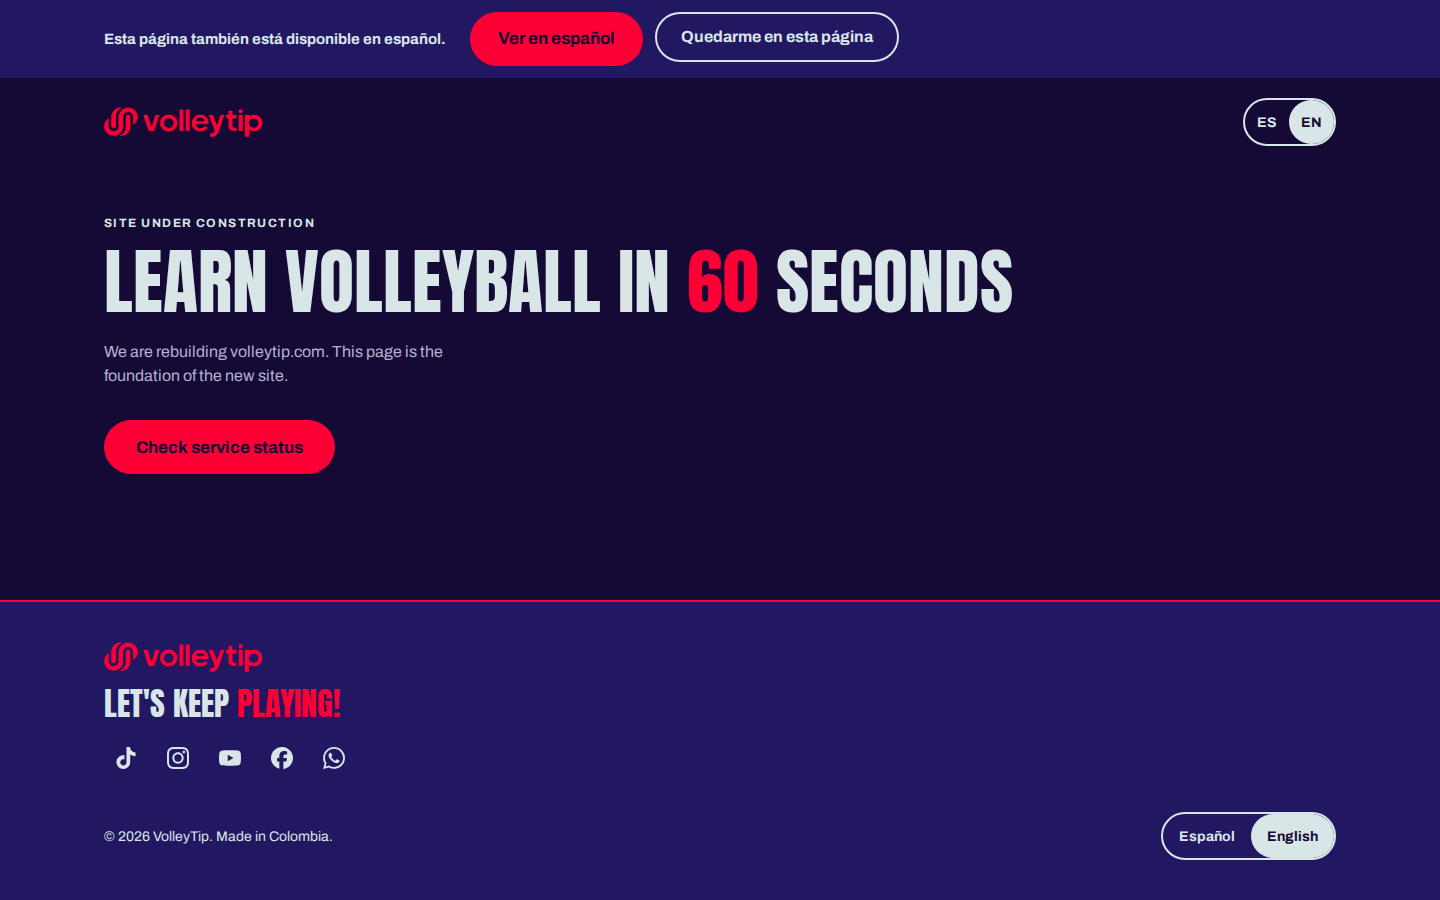 Esta página también está disponible en español.
Ver en español
Quedarme en esta página
volleytip
ES
EN
SITE UNDER CONSTRUCTION
LEARN VOLLEYBALL IN 60 SECONDS
We are rebuilding volleytip.com. This page is the
foundation of the new site.
Check service status
volleytip
LET'S KEEP PLAYING!
© 2026 VolleyTip. Made in Colombia.
Español
English